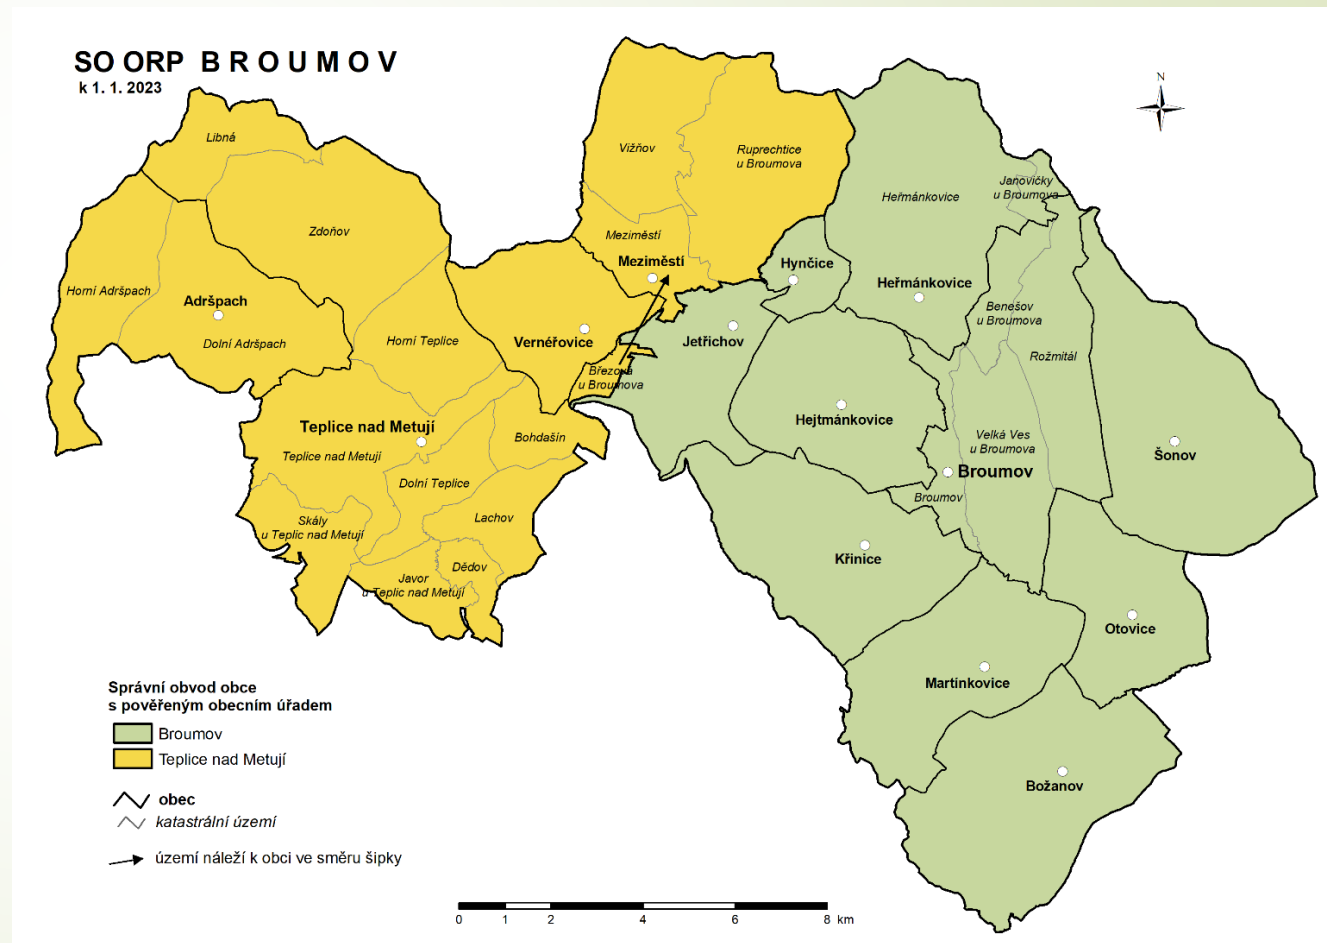 SO ORP B R O U M O V
k 1. 1. 2023
N
Libná
Vižňov
Ruprechtice
u Broumova
Janovičky
u Broumova
Heřmánkovice
Zdoňov
Meziměstí
Meziměstí
Hynčice
Heřmánkovice
Horní Adršpach
Adršpach
Dolní Adršpach
Horní Teplice
Vernéřovice
Jetřichov
Benešov
u Broumova
Rožmitál
Březová
u Broumova
Hejtmánkovice
Teplice nad Metují
Teplice nad Metují
Bohdašín
Velká Ves
u Broumova
Šonov
Dolní Teplice
Broumov
Broumov
Skály
u Teplic nad Metují
Lachov
Křinice
Dědov
Javor
u Teplic nad Metují
Otovice
Martínkovice
Božanov
Správní obvod obce
s pověřeným obecním úřadem
Broumov
Teplice nad Metují
obec
katastrální území
území náleží k obci ve směru šipky
0 1 2 4 6 8 km